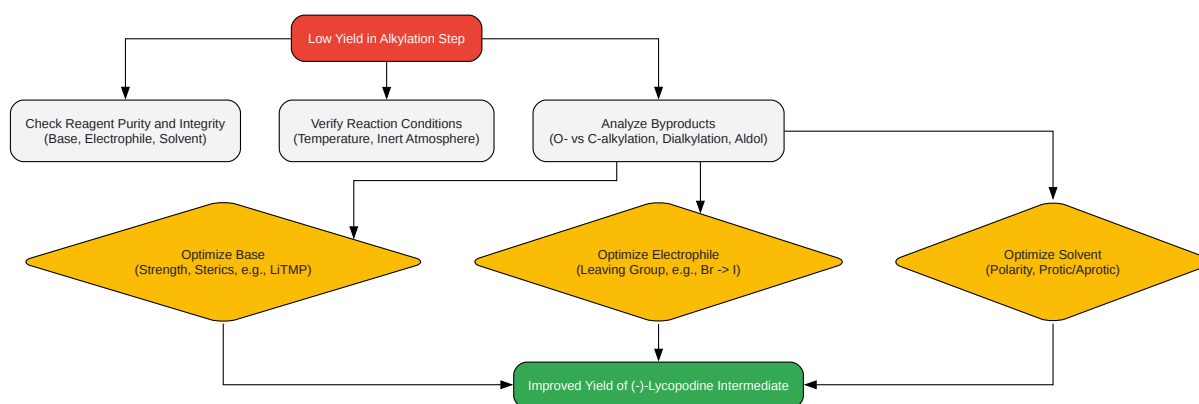 Low Yield in Alkylation Step
Check Reagent Purity and Integrity
(Base, Electrophile, Solvent)
Verify Reaction Conditions
(Temperature, Inert Atmosphere)
Analyze Byproducts
(O- vs C-alkylation, Dialkylation, Aldol)
Optimize Base
(Strength, Sterics, e.g., LiTMP)
Optimize Electrophile
(Leaving Group, e.g., Br -> I)
Optimize Solvent
(Polarity, Protic/Aprotic)
Improved Yield of (-)-Lycopodine Intermediate